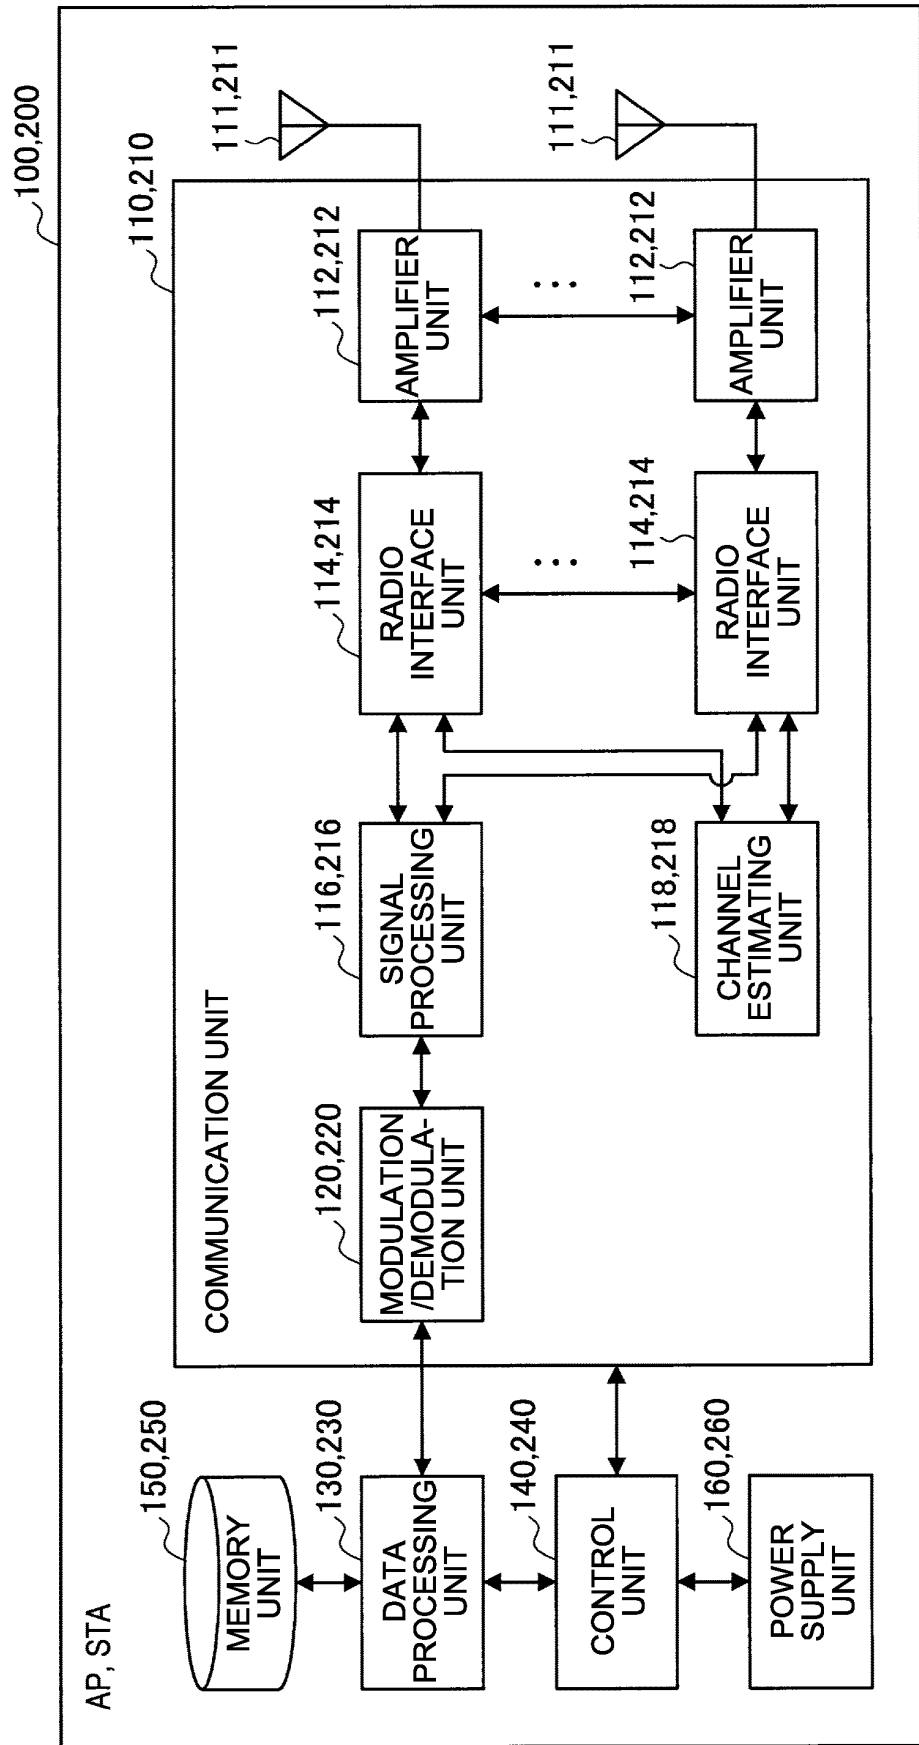 100,200
AP, STA
110,210
COMMUNICATION UNIT
150,250
MEMORY
UNIT
130,230
DATA
PROCESSING
UNIT
140,240
CONTROL
UNIT
160,260
POWER
SUPPLY
UNIT
120,220
MODULATION
/DEMODULA-
TION UNIT
116,216
SIGNAL
PROCESSING
UNIT
118,218
CHANNEL
ESTIMATING
UNIT
114,214
RADIO
INTERFACE
UNIT
...
114,214
RADIO
INTERFACE
UNIT
112,212
AMPLIFIER
UNIT
...
112,212
AMPLIFIER
UNIT
111,211
111,211